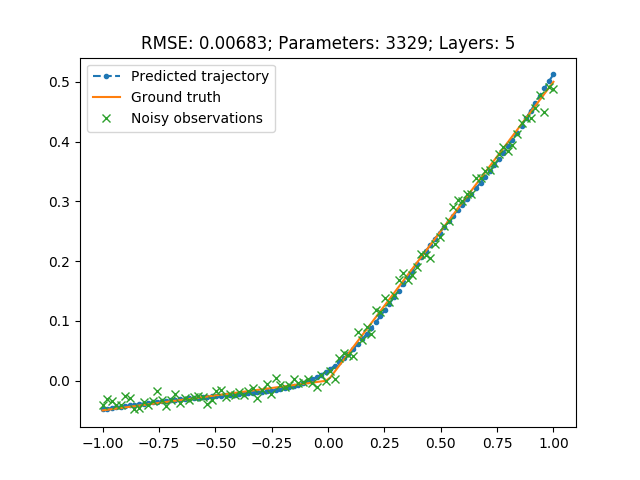 RMSE: 0.00683; Parameters: 3329; Layers: 5
Predicted trajectory
Ground truth
Noisy observations
0.5
0.4
0.3
0.2
0.1
0.0
−1.00 −0.75 −0.50 −0.25 0.00 0.25 0.50 0.75 1.00